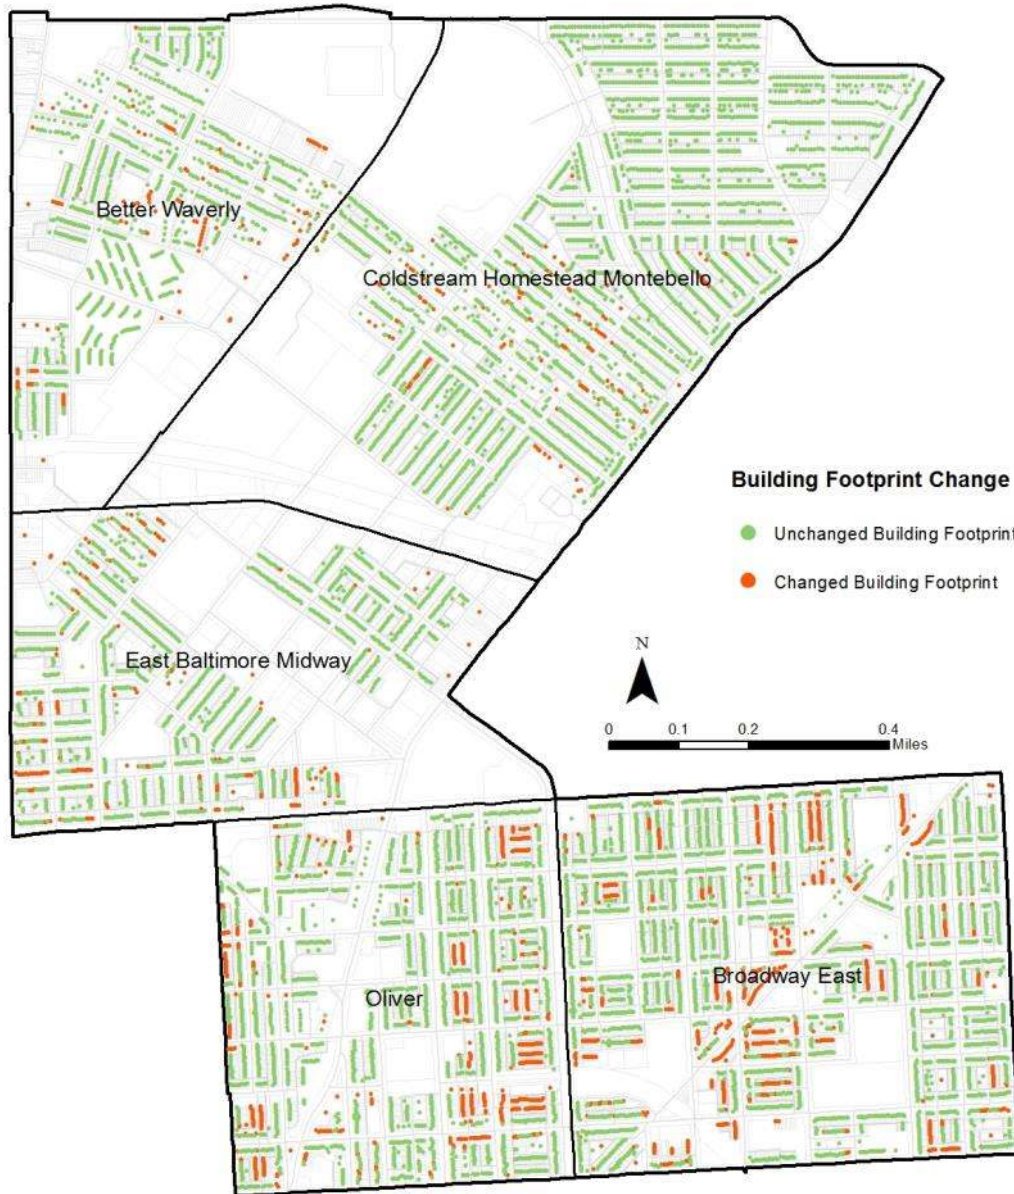 Better Waverly
Coldstream Homestead Montebello
Building Footprint Change
Unchanged Building Footprint
Changed Building Footprint
East Baltimore Midway
N
0 0.1 0.2 0.4
Miles
Broadway East
Oliver